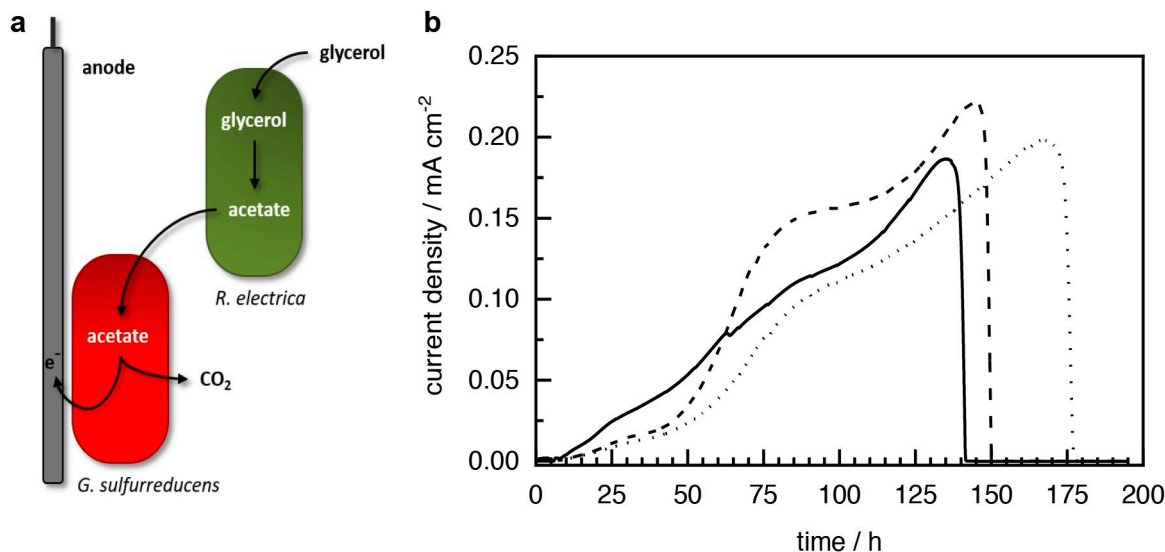 a
anode
glycerol
glycerol
acetate
R. electrica
acetate
e-
CO2
G. sulfurreducens
b
0.25
0.20
0.15
0.10
0.05
0.00
current density / mA cm-2
0 25 50 75 100 125 150 175 200
time / h